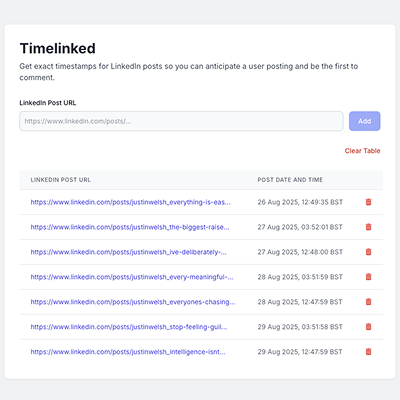 Timelinked
Get exact timestamps for LinkedIn posts so you can anticipate a user posting and be the first to
comment.
LinkedIn Post URL
https://www.linkedin.com/posts/...
Add
Clear Table
LINKEDIN POST URL POST DATE AND TIME
https://www.linkedin.com/posts/justinwelsh_everything-is-eas... 26 Aug 2025, 12:49:35 BST
https://www.linkedin.com/posts/justinwelsh_the-biggest-raise... 27 Aug 2025, 03:52:01 BST
https://www.linkedin.com/posts/justinwelsh_ive-deliberately-... 27 Aug 2025, 12:48:00 BST
https://www.linkedin.com/posts/justinwelsh_every-meaningful-... 28 Aug 2025, 03:51:59 BST
https://www.linkedin.com/posts/justinwelsh_everyones-chasing... 28 Aug 2025, 12:47:59 BST
https://www.linkedin.com/posts/justinwelsh_stop-feeling-guil... 29 Aug 2025, 03:51:58 BST
https://www.linkedin.com/posts/justinwelsh_intelligence-isnt... 29 Aug 2025, 12:47:59 BST